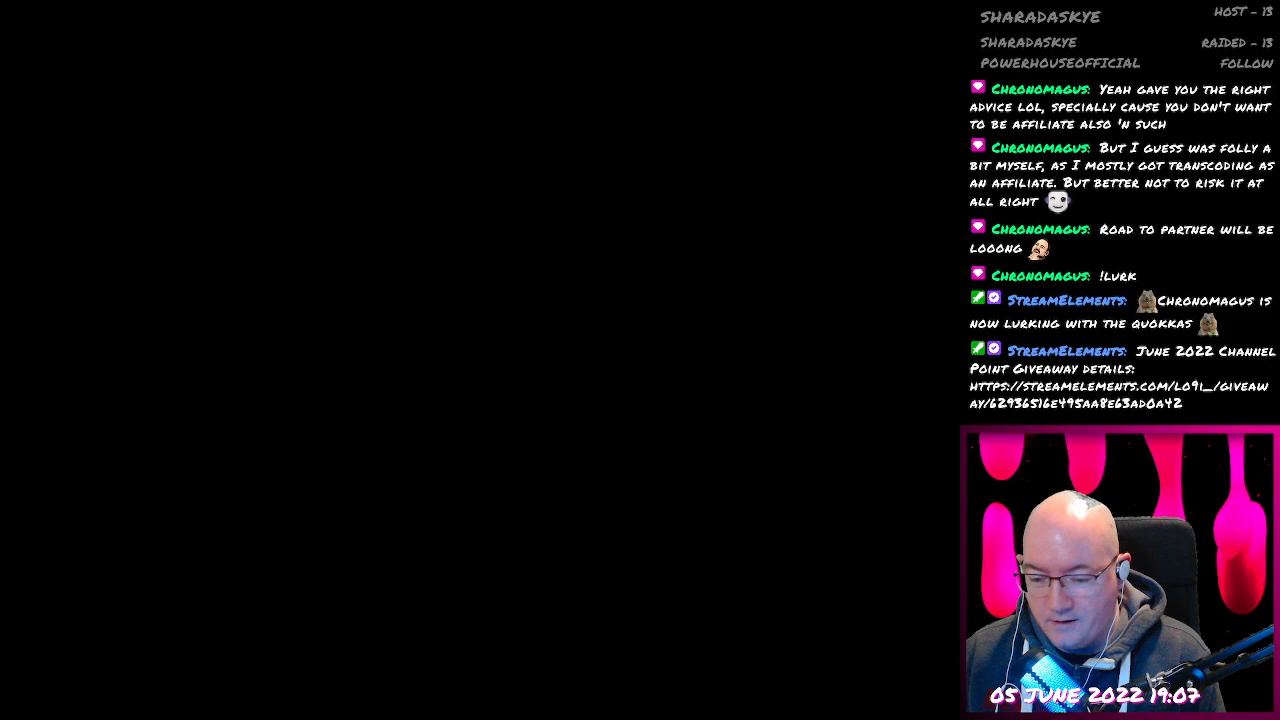 SHARADASKYE HOST - 13
SHARADASKYE RAIDED - 13
POWERHOUSEOFFICIAL FOLLOW
Chronomagus: Yeah gave you the right
advice lol, specially cause you don't want
to be affiliate also 'n such
Chronomagus: But I guess was folly a
bit myself, as I mostly got transcoding as
an affiliate. But better not to risk it at
all right
Chronomagus: Road to partner will be
looong
Chronomagus: !lurk
StreamElements: Chronomagus is
now lurking with the quokkas
StreamElements: June 2022 Channel
Point Giveaway details:
https://streamelements.com/lo9i_/giveaw
ay/62936516e495aa8e63ad0a42
05 JUNE 2022 19:07